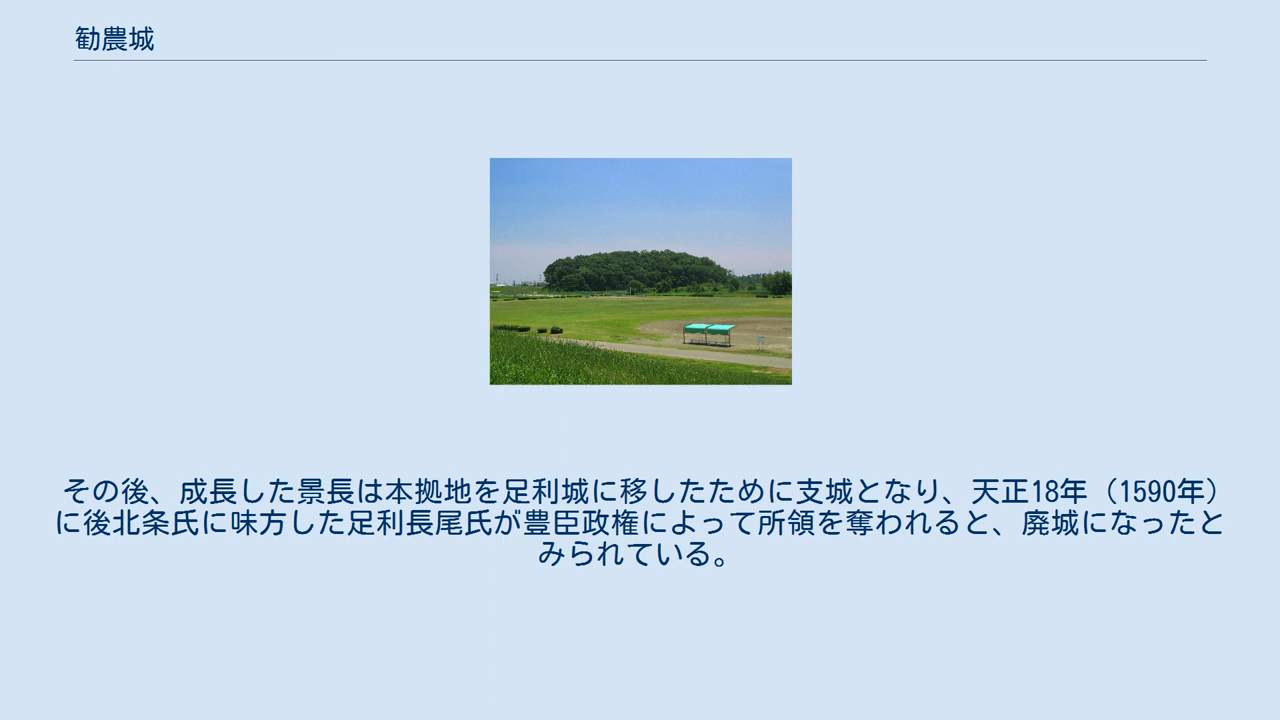 勧農城
その後、成長した景長は本拠地を足利城に移したために支城となり、天正18年（1590年）
に後北条氏に味方した足利長尾氏が豊臣政権によって所領を奪われると、廃城になったと
みられている。